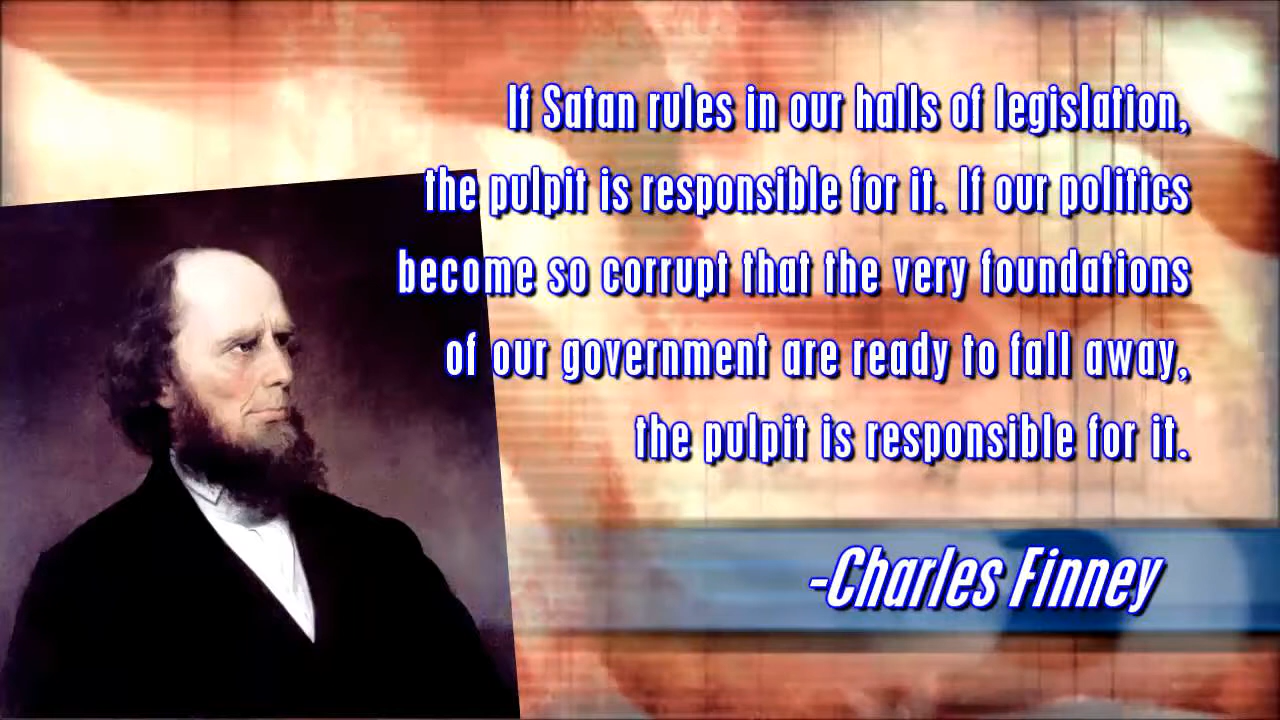 If Satan rules in our halls of legislation,
the pulpit is responsible for it. If our politics
become so corrupt that the very foundations
of our government are ready to fall away,
the pulpit is responsible for it.
-Charles Finney